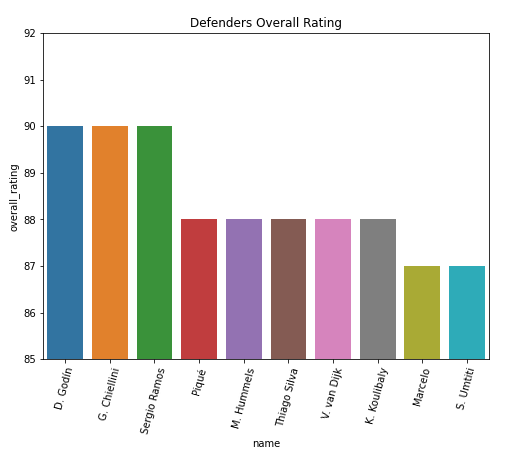 Defenders Overall Rating
92
91
90
89
88
87
86
85
overall_rating
D. Godín
G. Chiellini
Sergio Ramos
Piqué
M. Hummels
Thiago Silva
V. van Dijk
K. Koulibaly
Marcelo
S. Umtiti
name